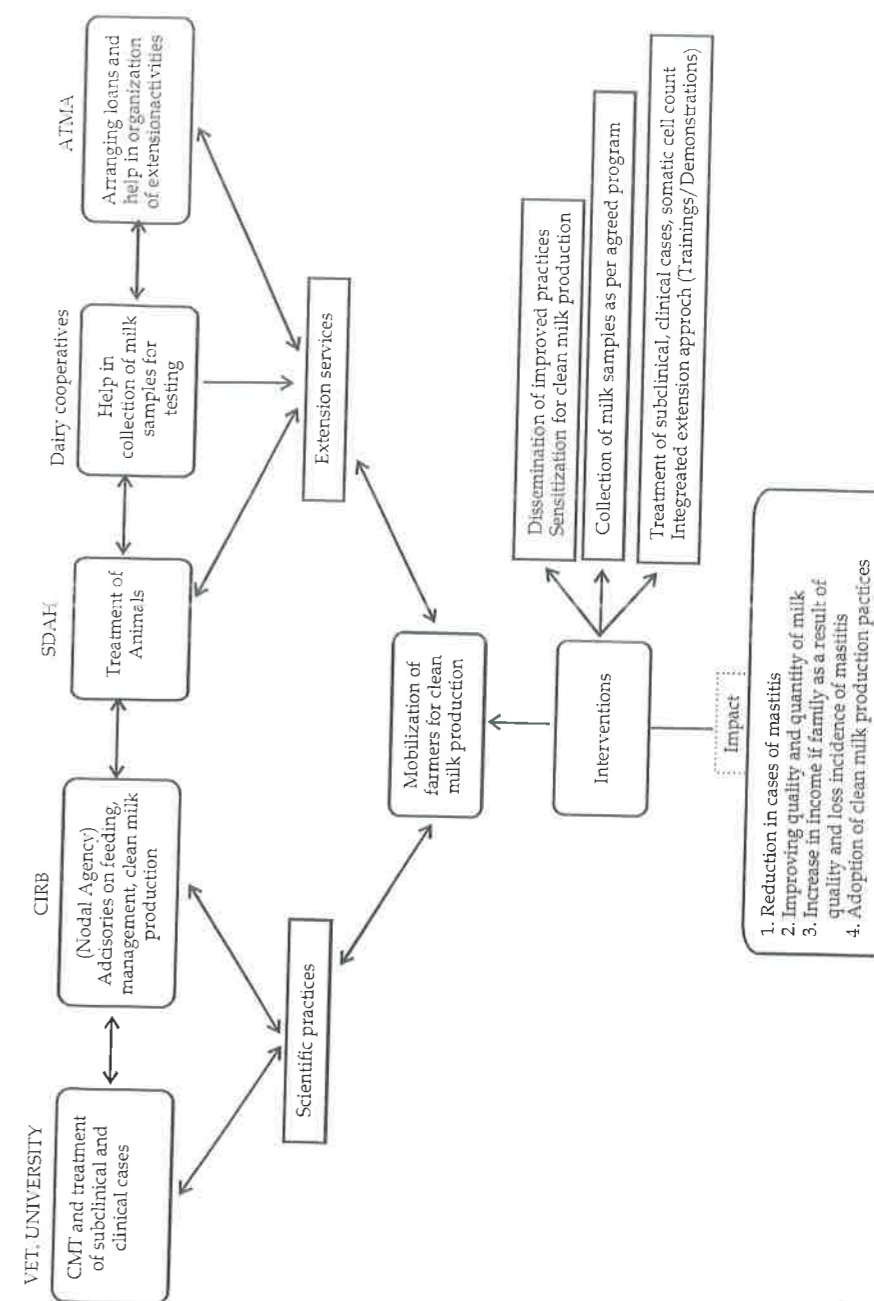 VET. UNIVERSITY
CMT and treatment
of subclinical and
clinical cases
CIRB
(Nodal Agency)
Addisories on feeding,
management, clean milk
production
SDAH
Treatment of
Animals
Dairy cooperatives
Help in
collection of milk
samples for
testing
ATMA
Arranging loans and
help in organization
of extensionactivities
Scientific practices
Extension services
Mobilization of
farmers for clean
milk production
Interventions
Dissemination of improved practices
Sensitization for clean milk production
Collection of milk samples as per agreed program
Treatment of subclinical, clinical cases, somatic cell count
Integreated extension approch (Trainings/Demonstrations)
Impact
1. Reduction in cases of mastitis
2. Improving quality and quantity of milk
3. Increase in income if family as a result of
quality and loss incidence of mastitis
4. Adoption of clean milk production pactices